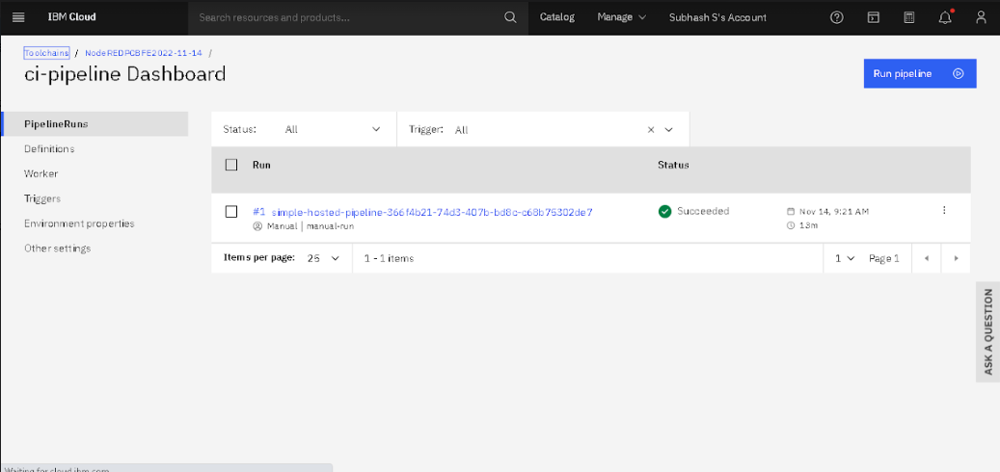 IBM Cloud
Search resources and products...
Catalog
Manage
Subhash S's Account
Toolchains / NodeREDPCBFE2022-11-14 /
ci-pipeline Dashboard
Run pipeline
PipelineRuns
Definitions
Worker
Triggers
Environment properties
Other settings
Status: All
Trigger: All
Run
Status
#1 simple-hosted-pipeline-366f4b21-74d3-407b-bd8c-c68b75302de7
Manual | manual-run
Succeeded
Nov 14, 9:21 AM
13m
Items per page: 25
1 - 1 items
1
Page 1
ASK A QUESTION
Waiting for cloud.ibm.com